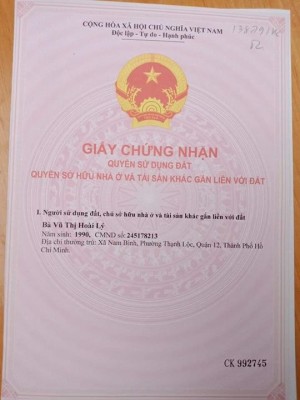 CỘNG HÒA XÃ HỘI CHỦ NGHĨA VIỆT NAM
Độc lập - Tự do - Hạnh phúc
VIỆT NAM
GIẤY CHỨNG NHẬN
QUYỀN SỬ DỤNG ĐẤT
QUYỀN SỞ HỮU NHÀ Ở VÀ TÀI SẢN KHÁC GẮN LIỀN VỚI ĐẤT
I. Người sử dụng đất, chủ sở hữu nhà ở và tài sản khác gắn liền với đất
Bà Vũ Thị Hoài Lý
Năm sinh: 1990, CMND số: 245178213
Địa chỉ thường trú: Xã Nam Bình, Phường Thạnh Lộc, Quận 12, Thành Phố Hồ
Chí Minh.
CK 992745